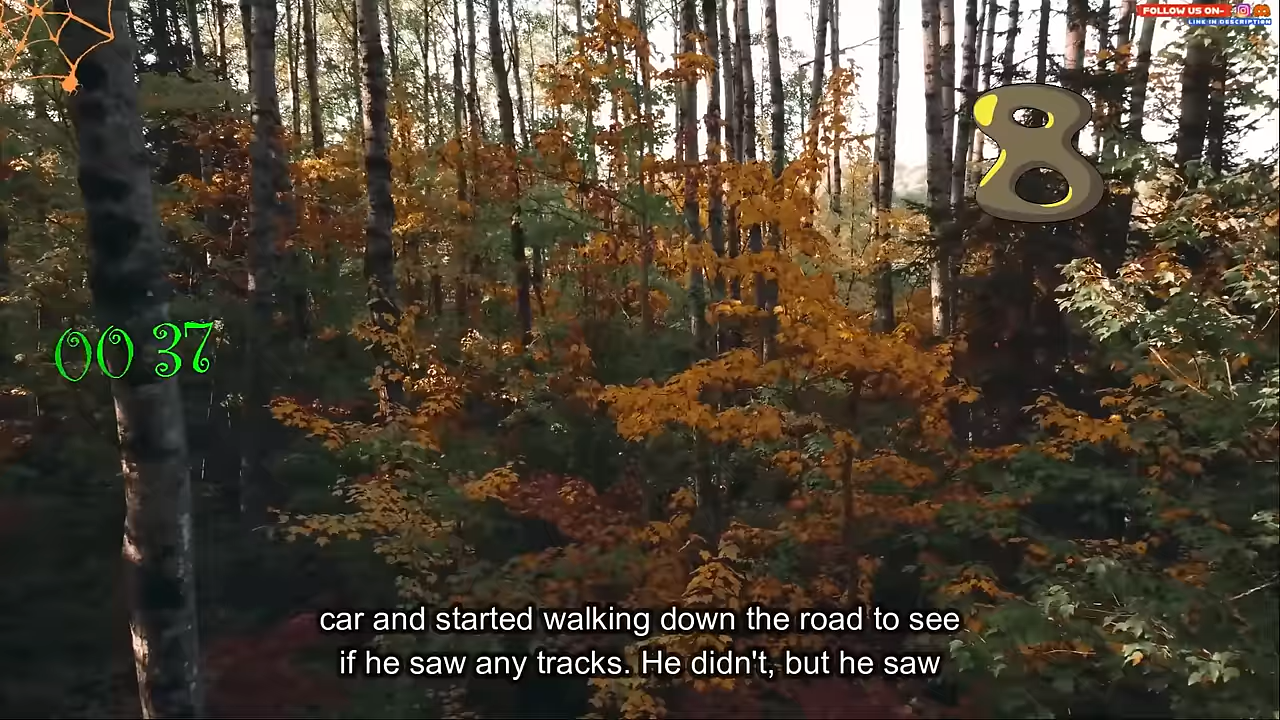 FOLLOW US ON-
LINK IN DESCRIPTION
8
00 37
car and started walking down the road to see
if he saw any tracks. He didn't, but he saw